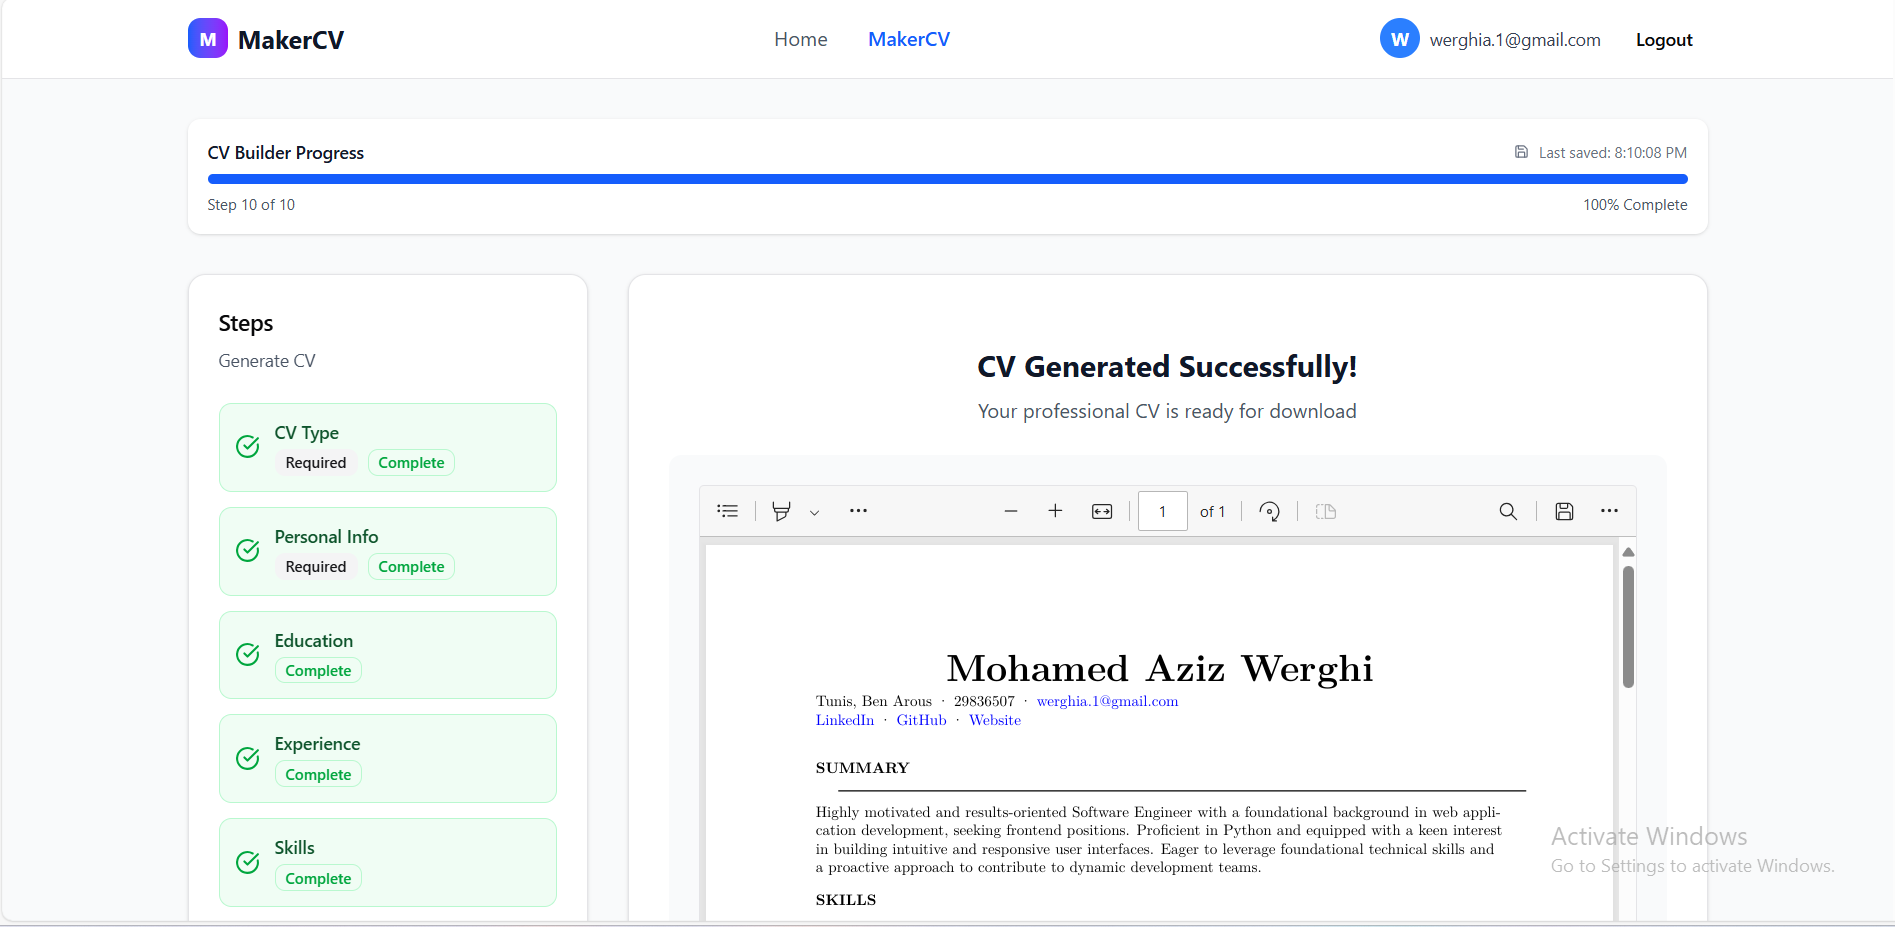 M MakerCV
Home
MakerCV
W
werghia.1@gmail.com
Logout
CV Builder Progress
Last saved: 8:10:08 PM
Step 10 of 10
100% Complete
Steps
Generate CV
CV Type
Required
Complete
Personal Info
Required
Complete
Education
Complete
Experience
Complete
Skills
Complete
CV Generated Successfully!
Your professional CV is ready for download
1 of 1
Mohamed Aziz Werghi
Tunis, Ben Arous · 29836507 · werghia.1@gmail.com
LinkedIn · GitHub · Website
SUMMARY
Highly motivated and results-oriented Software Engineer with a foundational background in web appli-
cation development, seeking frontend positions. Proficient in Python and equipped with a keen interest
in building intuitive and responsive user interfaces. Eager to leverage foundational technical skills and
a proactive approach to contribute to dynamic development teams.
SKILLS
Activate Windows
Go to Settings to activate Windows.